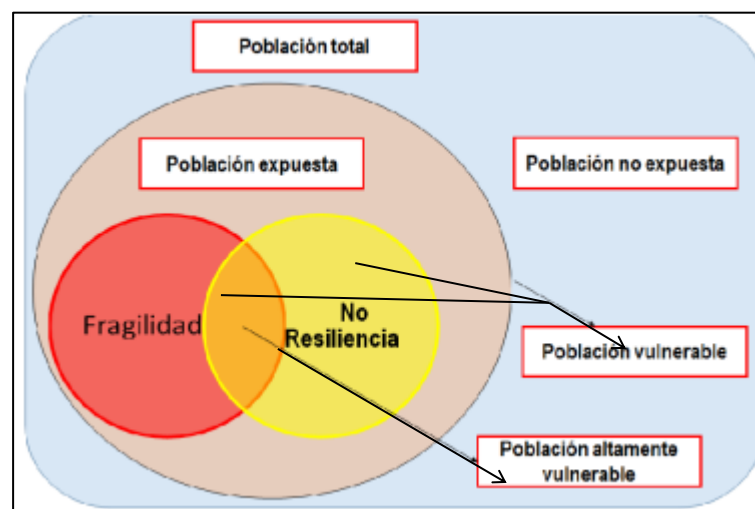 Población total
Población expuesta
Población no expuesta
Fragilidad
No
Resiliencia
Población vulnerable
Población altamente
vulnerable